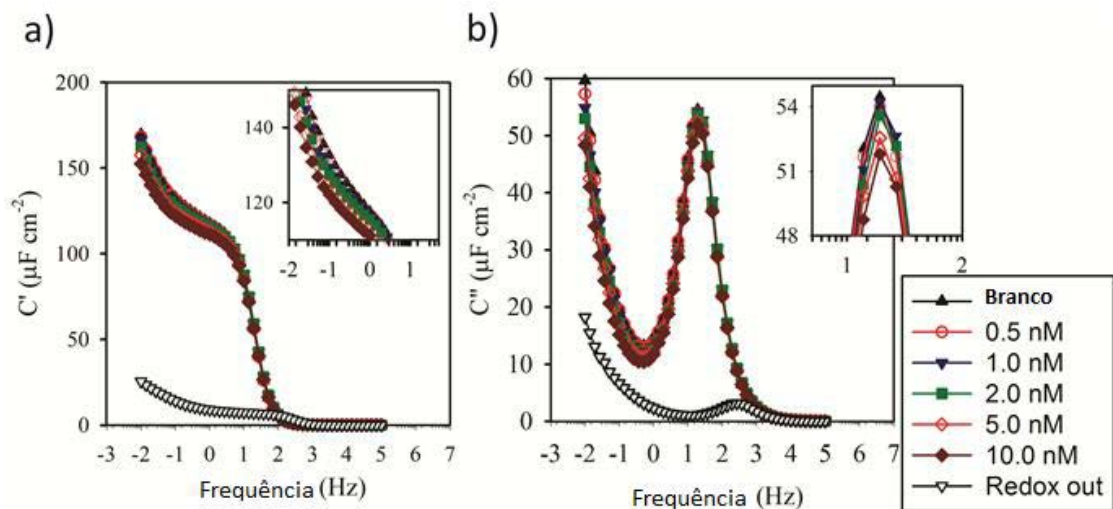 a)
b)
200
150
100
50
0
C' (µF cm⁻²)
140
120
-2 -1 0 1
-3 -2 -1 0 1 2 3 4 5 6 7
Frequência (Hz)
60
50
40
30
20
10
0
C" (µF cm⁻²)
54
51
48
1 2
-3 -2 -1 0 1 2 3 4 5 6 7
Frequência (Hz)
Branco
0.5 nM
1.0 nM
2.0 nM
5.0 nM
10.0 nM
Redox out